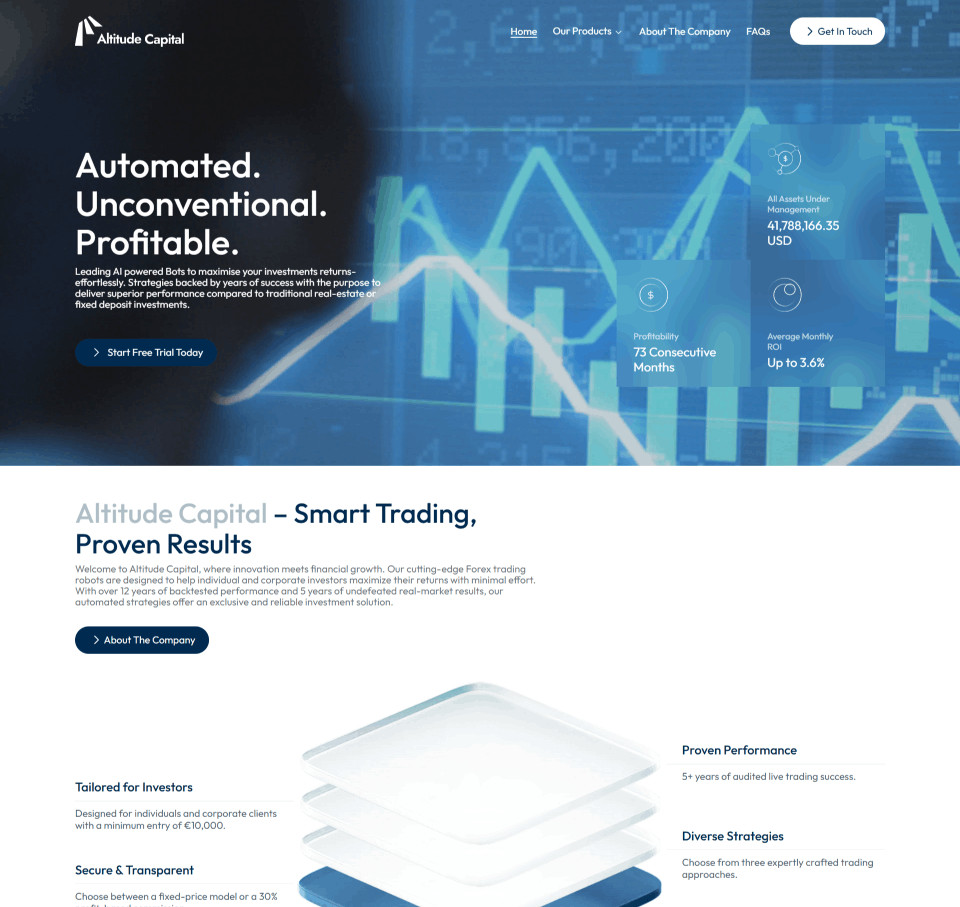 Altitude Capital
Home
Our Products
About The Company
FAQs
Get In Touch
Automated.
Unconventional.
Profitable.
Leading AI powered Bots to maximise your investments returns-
effortlessly. Strategies backed by years of success with the purpose to
deliver superior performance compared to traditional real-estate or
fixed deposit investments.
Start Free Trial Today
All Assets Under
Management
41,788,166.35
USD
Profitability
73 Consecutive
Months
Average Monthly
ROI
Up to 3.6%
Altitude Capital – Smart Trading,
Proven Results
Welcome to Altitude Capital, where innovation meets financial growth. Our cutting-edge Forex trading
robots are designed to help individual and corporate investors maximize their returns with minimal effort.
With over 12 years of backtested performance and 5 years of undefeated real-market results, our
automated strategies offer an exclusive and reliable investment solution.
About The Company
Proven Performance
5+ years of audited live trading success.
Tailored for Investors
Designed for individuals and corporate clients
with a minimum entry of €10,000.
Diverse Strategies
Choose from three expertly crafted trading
approaches.
Secure & Transparent
Choose between a fixed-price model or a 30%